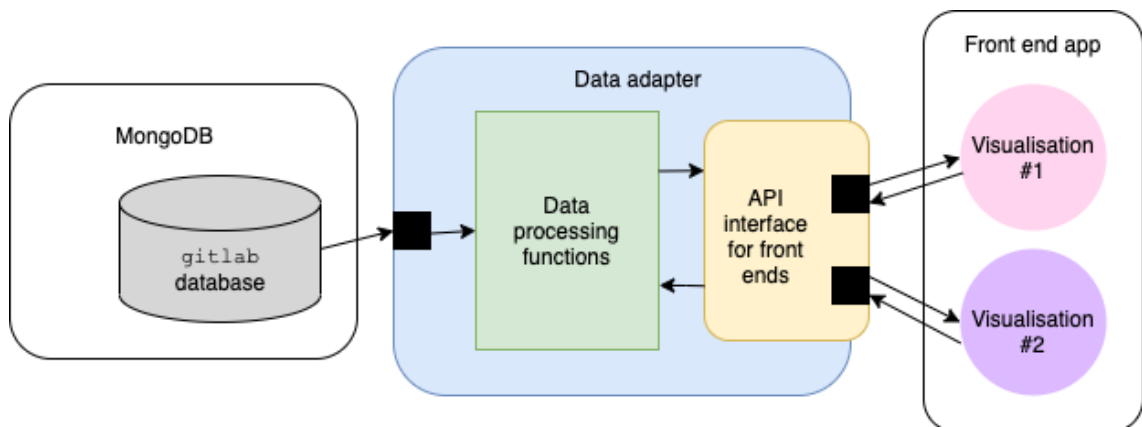 MongoDB
gitlab
database
Data adapter
Data
processing
functions
API
interface
for front
ends
Front end app
Visualisation
#1
Visualisation
#2